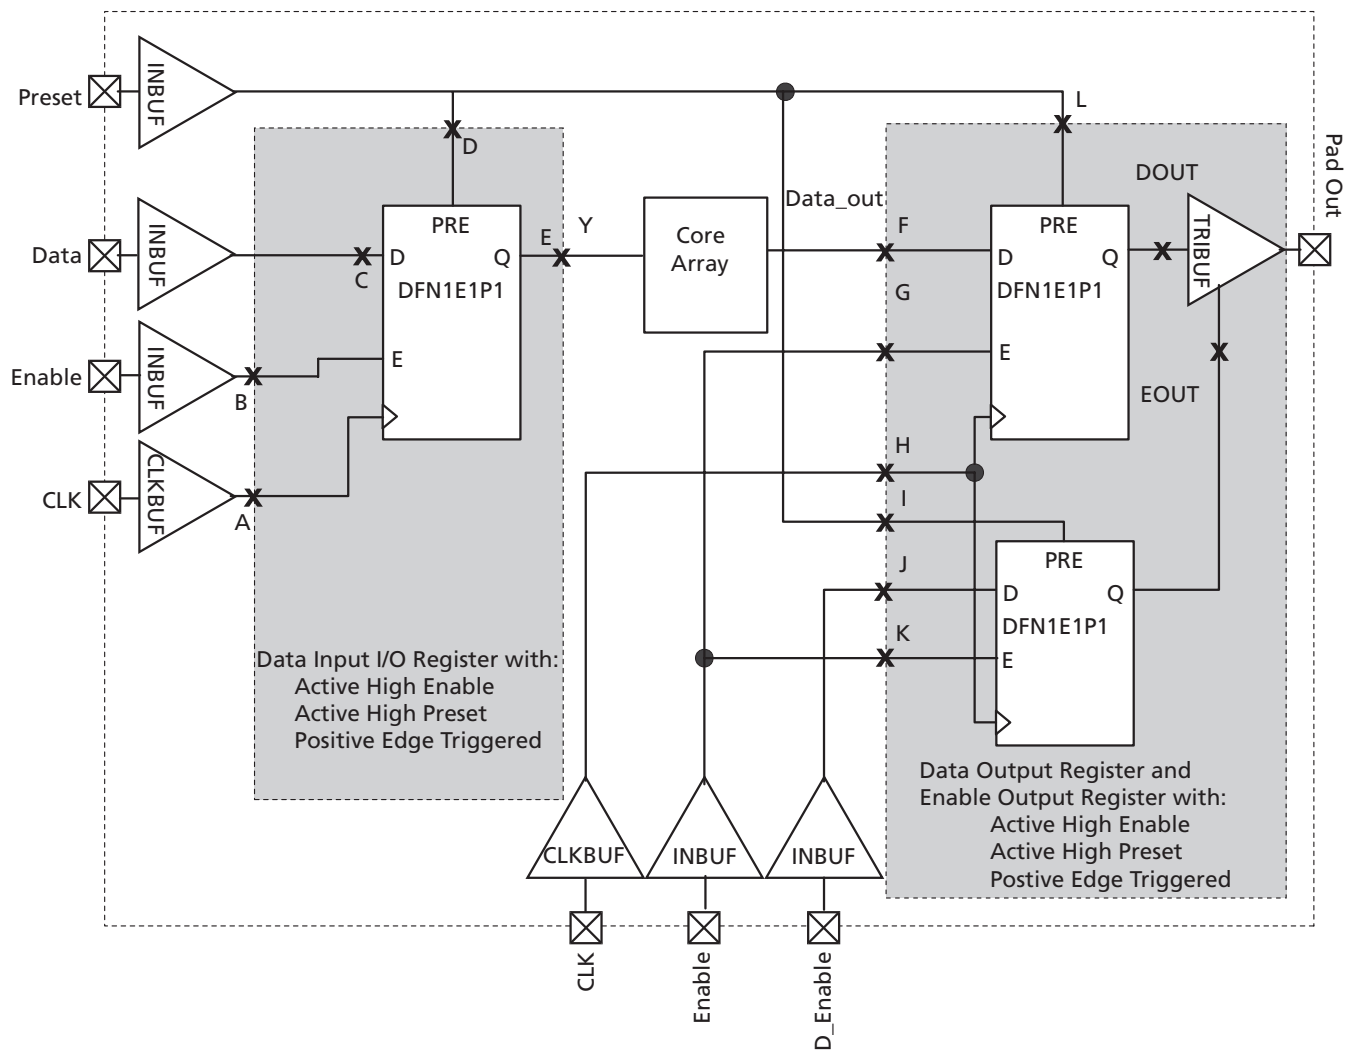 Preset
INBUF
L
D
Pad Out
DOUT
Data_out
Data
INBUF
PRE
D
Q
DFN1E1P1
E
C
E
Y
Core
Array
F
G
PRE
D
Q
DFN1E1P1
E
TRIBUF
EOUT
Enable
INBUF
B
CLK
CLKBUF
A
H
I
J
K
PRE
D
Q
DFN1E1P1
E
Data Input I/O Register with:
Active High Enable
Active High Preset
Positive Edge Triggered
Data Output Register and
Enable Output Register with:
Active High Enable
Active High Preset
Postive Edge Triggered
CLKBUF
INBUF
INBUF
CLK
Enable
D_Enable